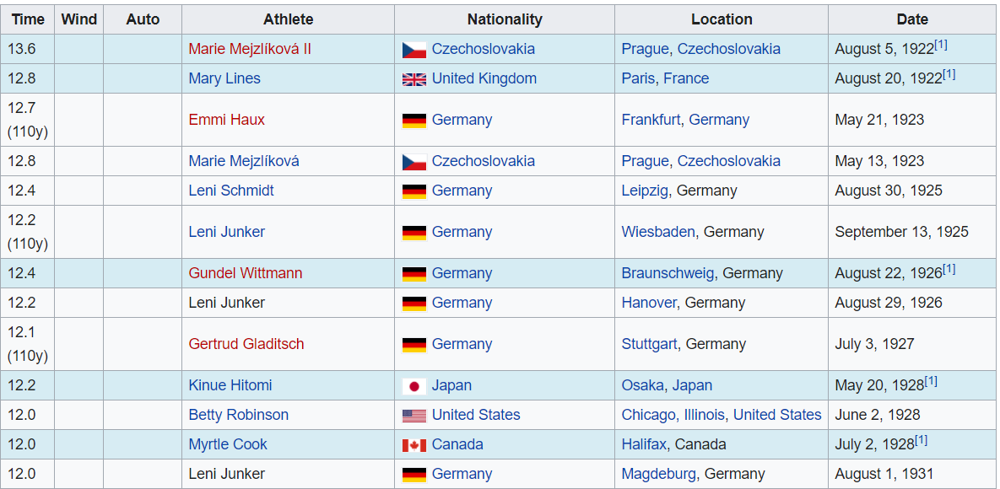 Time Wind Auto Athlete Nationality Location Date
13.6 Marie Mejzlíková II Czechoslovakia Prague, Czechoslovakia August 5, 1922[1]
12.8 Mary Lines United Kingdom Paris, France August 20, 1922[1]
12.7
(110y) Emmi Haux Germany Frankfurt, Germany May 21, 1923
12.8 Marie Mejzlíková Czechoslovakia Prague, Czechoslovakia May 13, 1923
12.4 Leni Schmidt Germany Leipzig, Germany August 30, 1925
12.2
(110y) Leni Junker Germany Wiesbaden, Germany September 13, 1925
12.4 Gundel Wittmann Germany Braunschweig, Germany August 22, 1926[1]
12.2 Leni Junker Germany Hanover, Germany August 29, 1926
12.1
(110y) Gertrud Gladitsch Germany Stuttgart, Germany July 3, 1927
12.2 Kinue Hitomi Japan Osaka, Japan May 20, 1928[1]
12.0 Betty Robinson United States Chicago, Illinois, United States June 2, 1928
12.0 Myrtle Cook Canada Halifax, Canada July 2, 1928[1]
12.0 Leni Junker Germany Magdeburg, Germany August 1, 1931